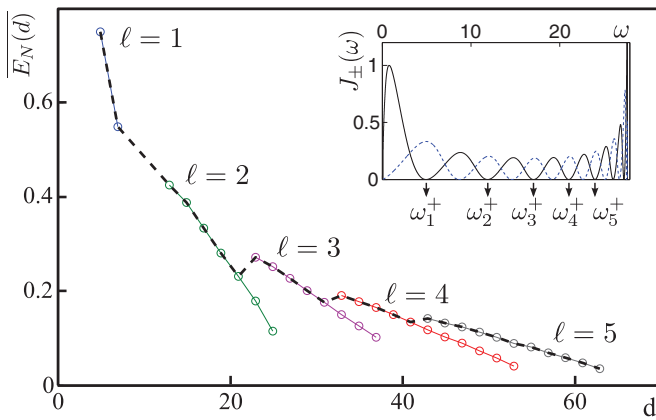 \overline{E_N(d)}
0.6
0.4
0.2
0
0
20
40
60
d
ℓ = 1
ℓ = 2
ℓ = 3
ℓ = 4
ℓ = 5
0 10 20 ω
J±(ω)
1
0.5
0
ω₁⁺ ω₂⁺ ω₃⁺ ω₄⁺ ω₅⁺